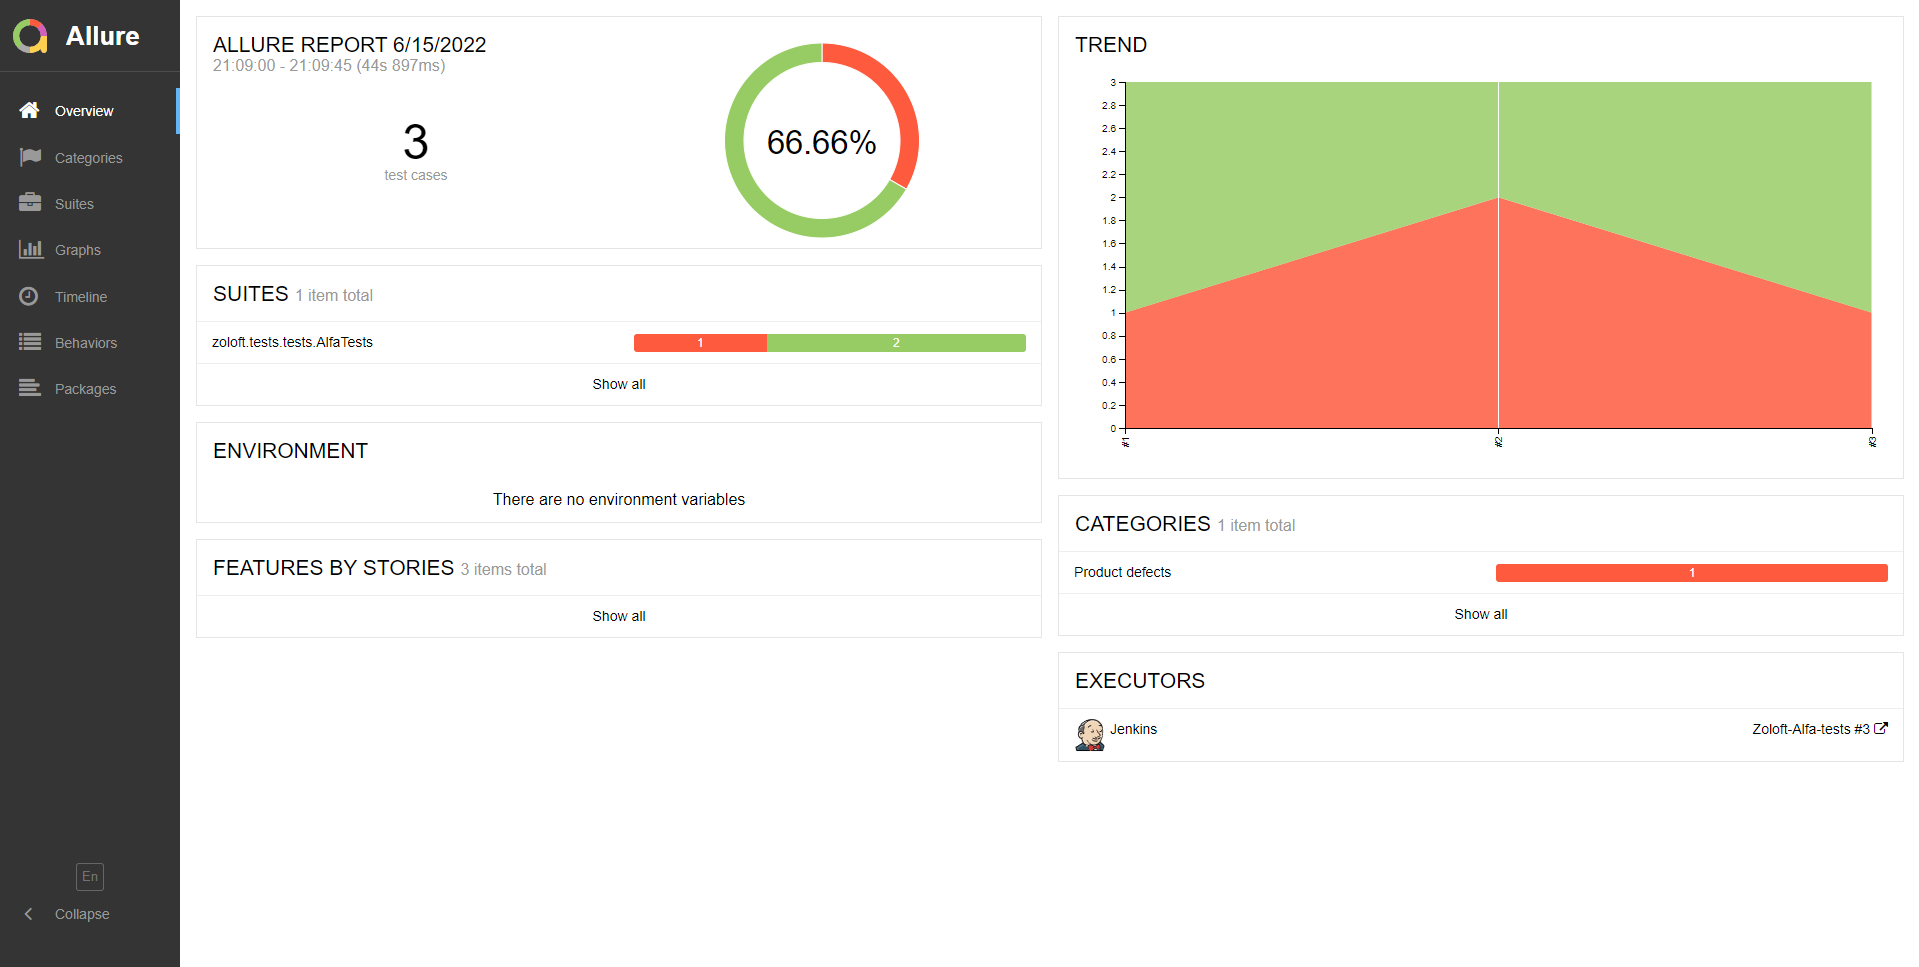 Allure
Overview
Categories
Suites
Graphs
Timeline
Behaviors
Packages
En
Collapse
ALLURE REPORT 6/15/2022
21:09:00 - 21:09:45 (44s 897ms)
3
test cases
66.66%
SUITES 1 item total
zoloft.tests.tests.AlfaTests 1 2
Show all
ENVIRONMENT
There are no environment variables
FEATURES BY STORIES 3 items total
Show all
TREND
3
2.8
2.6
2.4
2.2
2
1.8
1.6
1.4
1.2
1
0.8
0.6
0.4
0.2
0
#1 #2 #3
CATEGORIES 1 item total
Product defects 1
Show all
EXECUTORS
Jenkins Zoloft-Alfa-tests #3